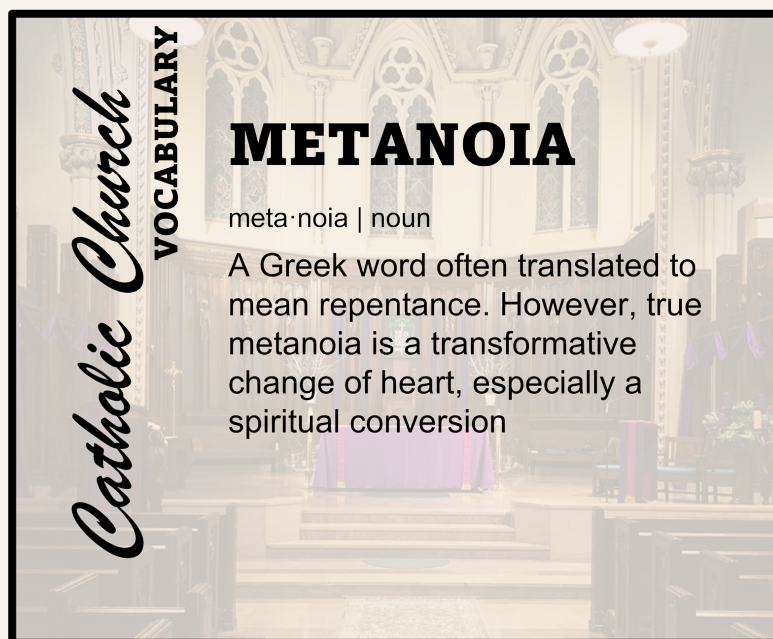 Catholic Church
VOCABULARY
METANOIA
meta·noia | noun
A Greek word often translated to
mean repentance. However, true
metanoia is a transformative
change of heart, especially a
spiritual conversion